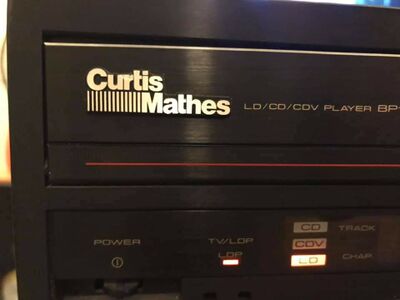 Curtis
Mathes
LD/CD/CDV PLAYER
CD TRACK
POWER TV/LDP CDV
LDP LD CHAP.